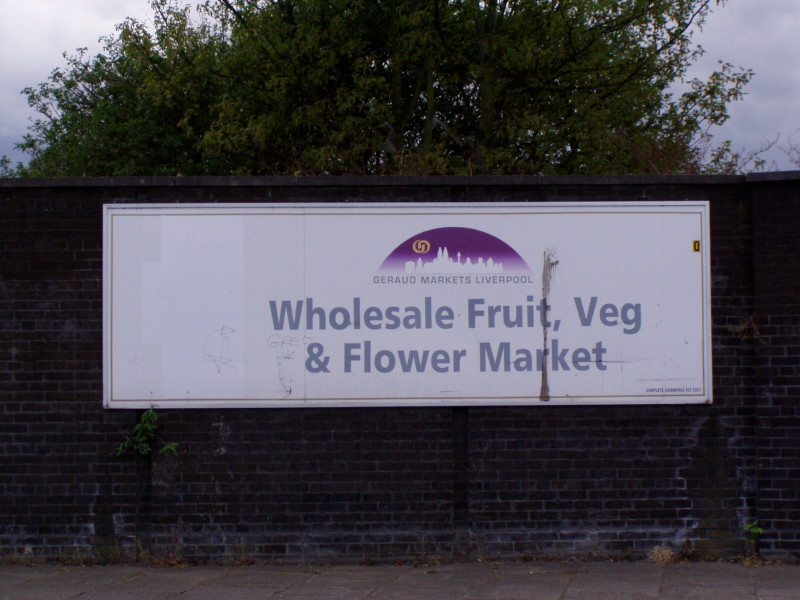 GERAUD MARKETS LIVERPOOL
Wholesale Fruit, Veg
& Flower Market